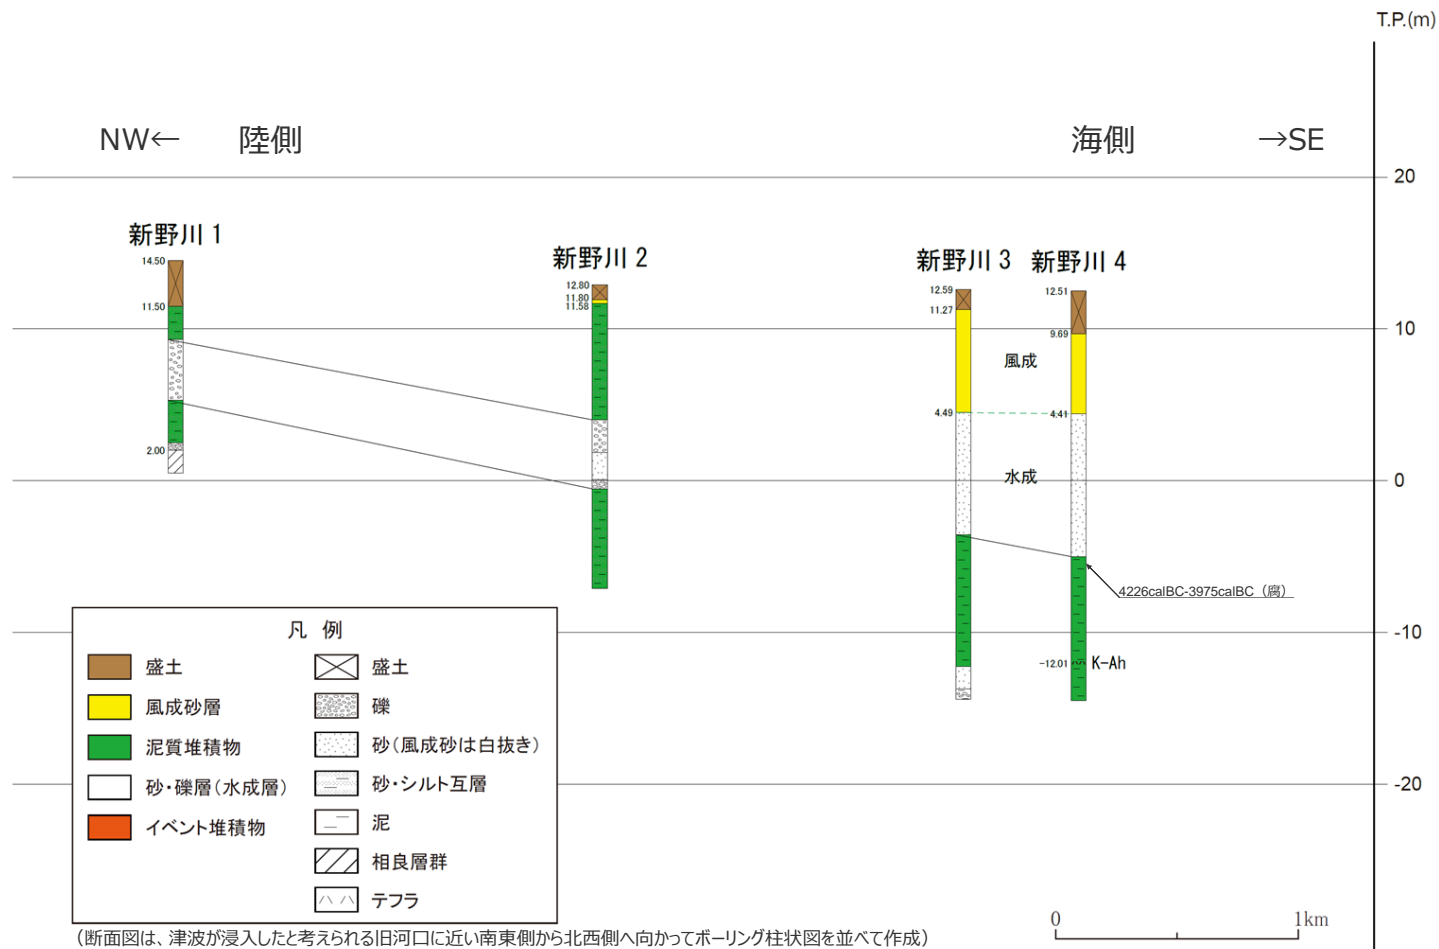 T.P.(m)
NW← 陸側 海側 →SE
20
新野川 1
新野川 2
新野川 3 新野川 4
14.50
11.50
2.00
12.80
11.80
11.58
12.59
11.27
4.49
12.51
9.69
4.41
10
風成
水成
0
4226calBC-3975calBC（腐）
-10
-12.01 K-Ah
-20
凡 例
盛土 盛土
風成砂層 礫
泥質堆積物 砂（風成砂は白抜き）
砂・礫層（水成層） 砂・シルト互層
イベント堆積物 泥
相良層群
テフラ
0 1km
（断面図は、津波が浸入したと考えられる旧河口に近い南東側から北西側へ向かってボーリング柱状図を並べて作成）